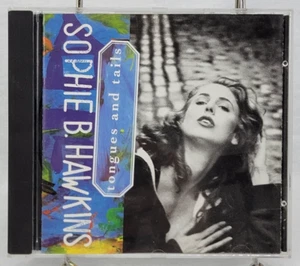 SOPHIE B. HAWKINS
tongues and tails